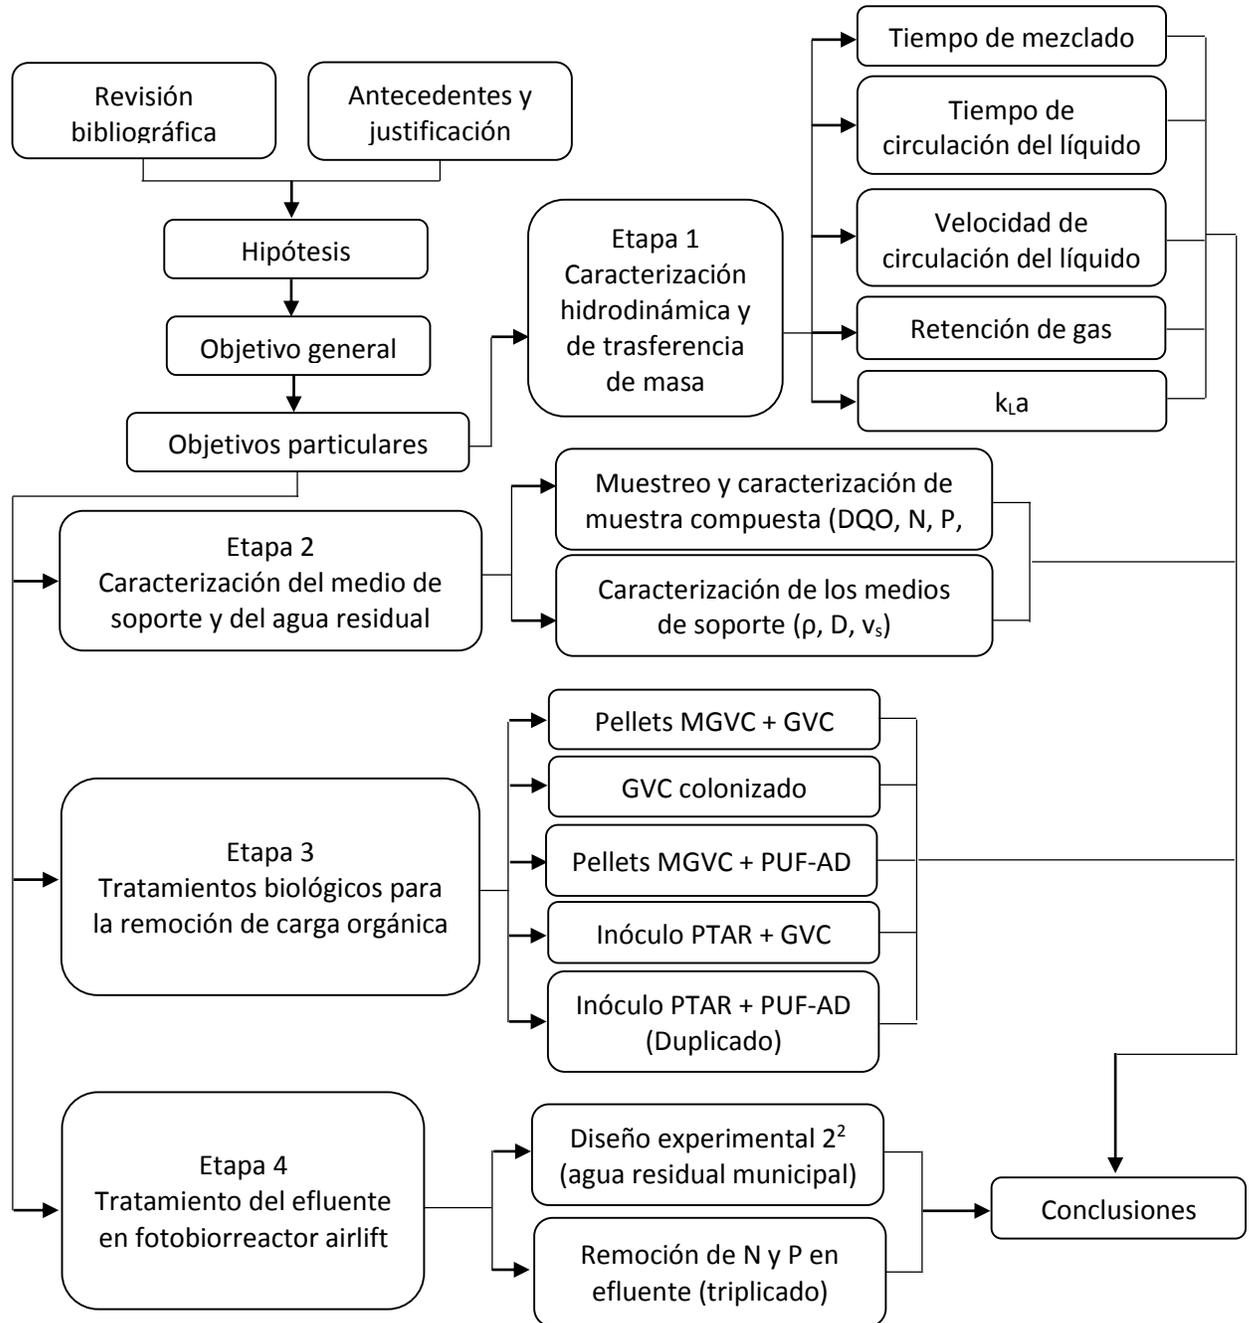 Revisión
bibliográfica
Antecedentes y
justificación
Hipótesis
Objetivo general
Objetivos particulares
Etapa 1
Caracterización
hidrodinámica y
de trasferencia
de masa
Tiempo de mezclado
Tiempo de
circulación del líquido
Velocidad de
circulación del líquido
Retención de gas
kLa
Etapa 2
Caracterización del medio de
soporte y del agua residual
Muestreo y caracterización de
muestra compuesta (DQO, N, P,
Caracterización de los medios
de soporte (ρ, D, vs)
Etapa 3
Tratamientos biológicos para
la remoción de carga orgánica
Pellets MGVC + GVC
GVC colonizado
Pellets MGVC + PUF-AD
Inóculo PTAR + GVC
Inóculo PTAR + PUF-AD
(Duplicado)
Etapa 4
Tratamiento del efluente
en fotobiorreactor airlift
Diseño experimental 2²
(agua residual municipal)
Remoción de N y P en
efluente (triplicado)
Conclusiones